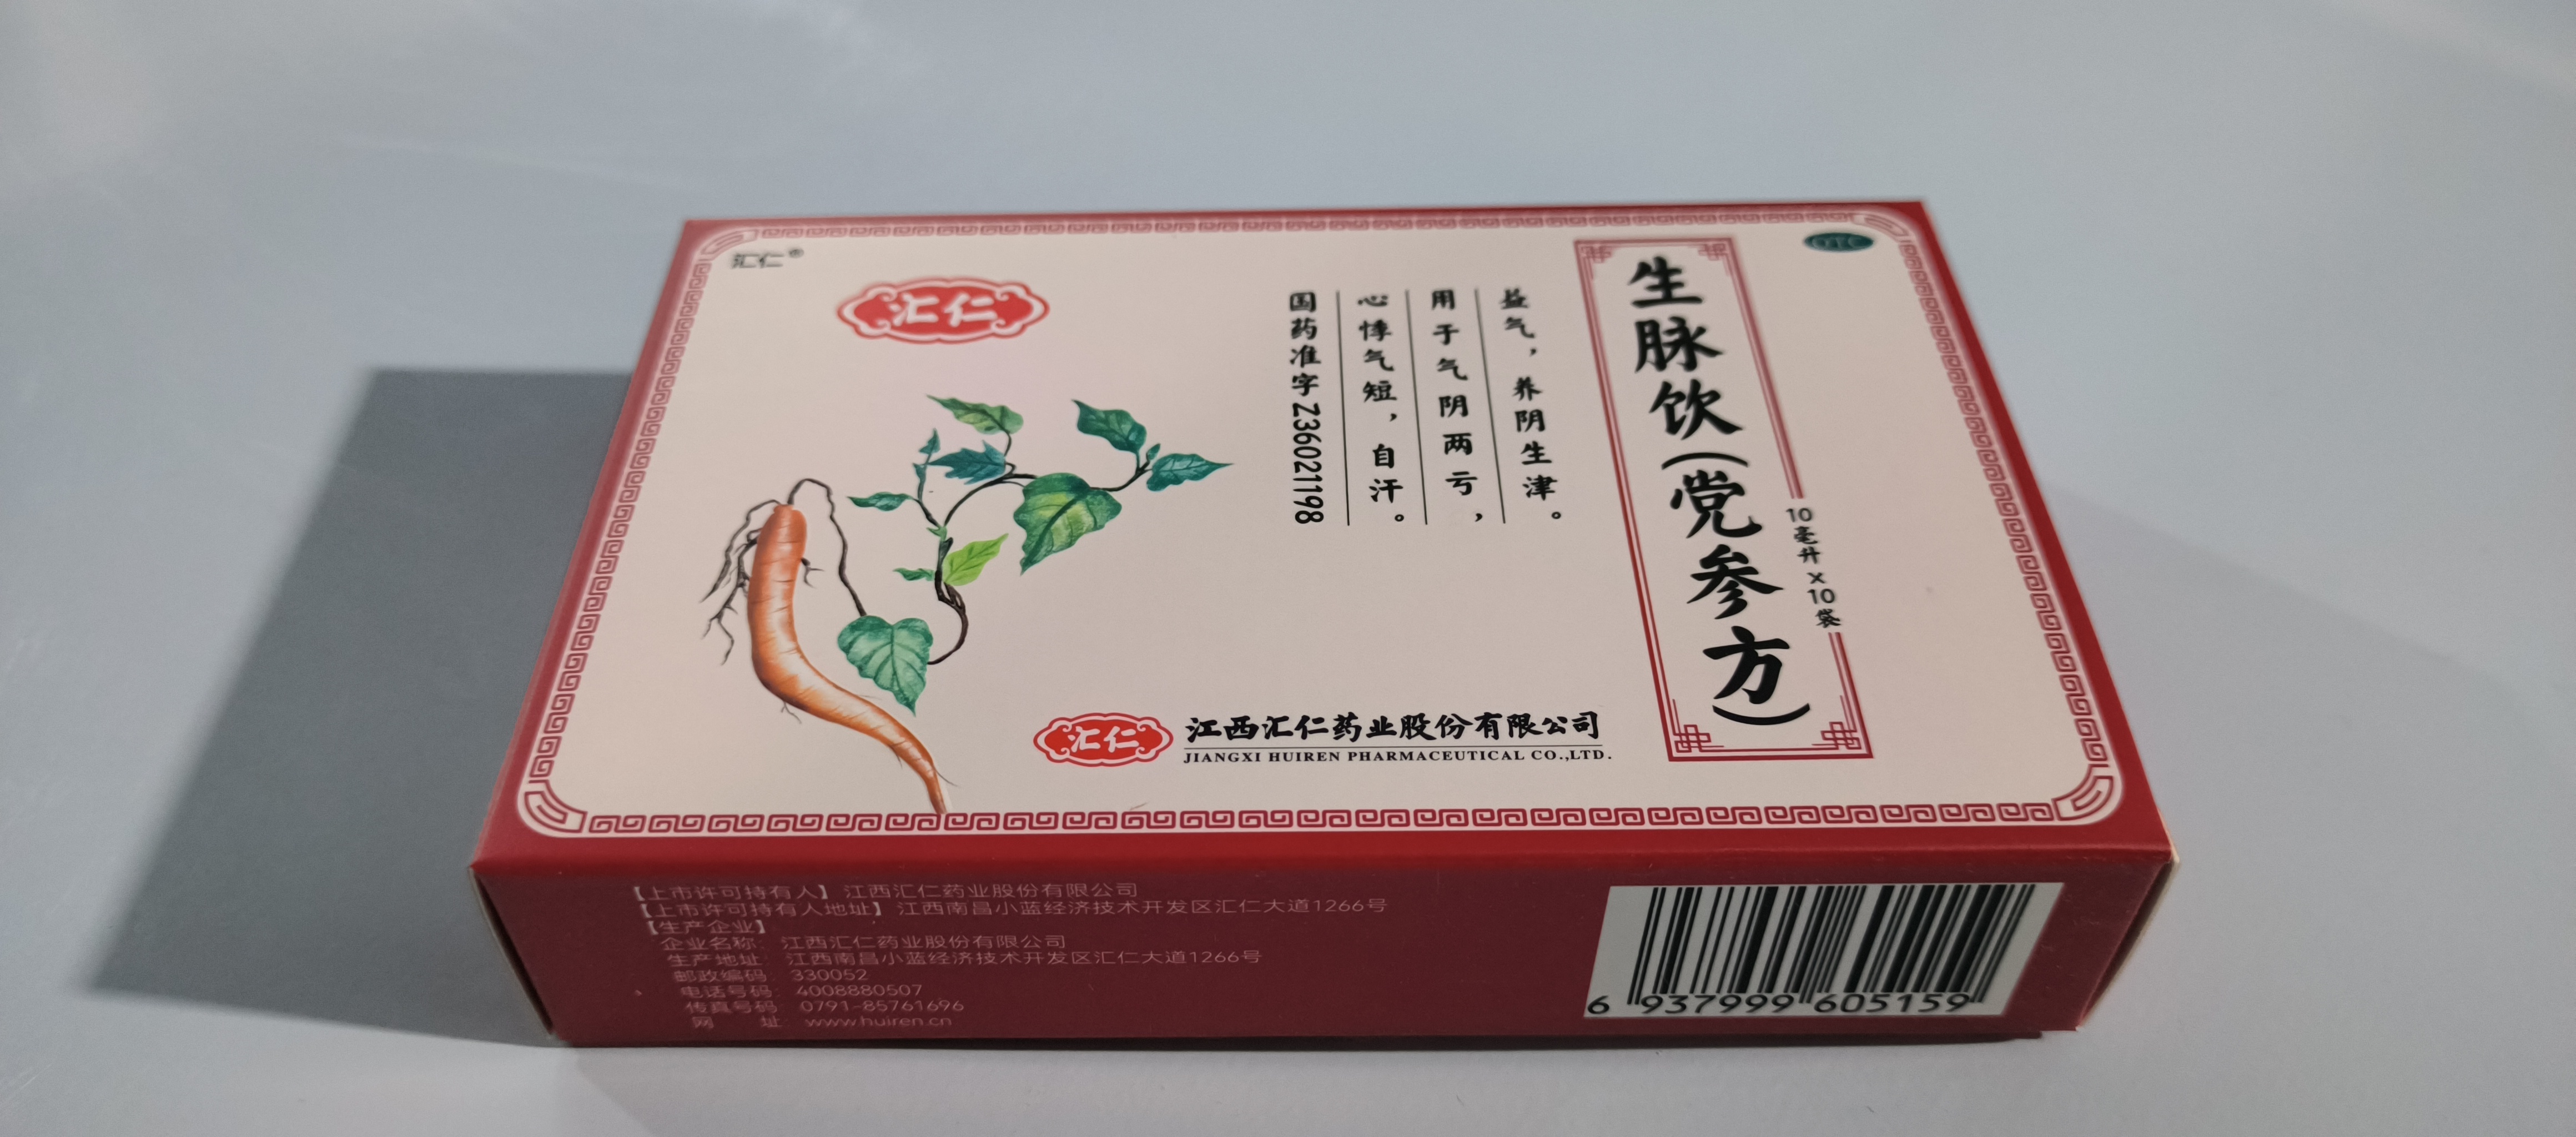 OTC
生脉饮(党参方)
10毫升×10袋
益气，养阴生津。
用于气阴两亏，
心悸气短，自汗。
国药准字Z36021198
汇仁®
汇仁
汇仁
江西汇仁药业股份有限公司
JIANGXI HUIREN PHARMACEUTICAL CO.,LTD.
【上市许可持有人】江西汇仁药业股份有限公司
【上市许可持有人地址】江西南昌小蓝经济技术开发区汇仁大道1266号
【生产企业】
企业名称：江西汇仁药业股份有限公司
生产地址：江西南昌小蓝经济技术开发区汇仁大道1266号
邮政编码：330052
电话号码：4008880507
传真号码：0791-85761696
网　　址：www.huiren.cn
6 937999 605159